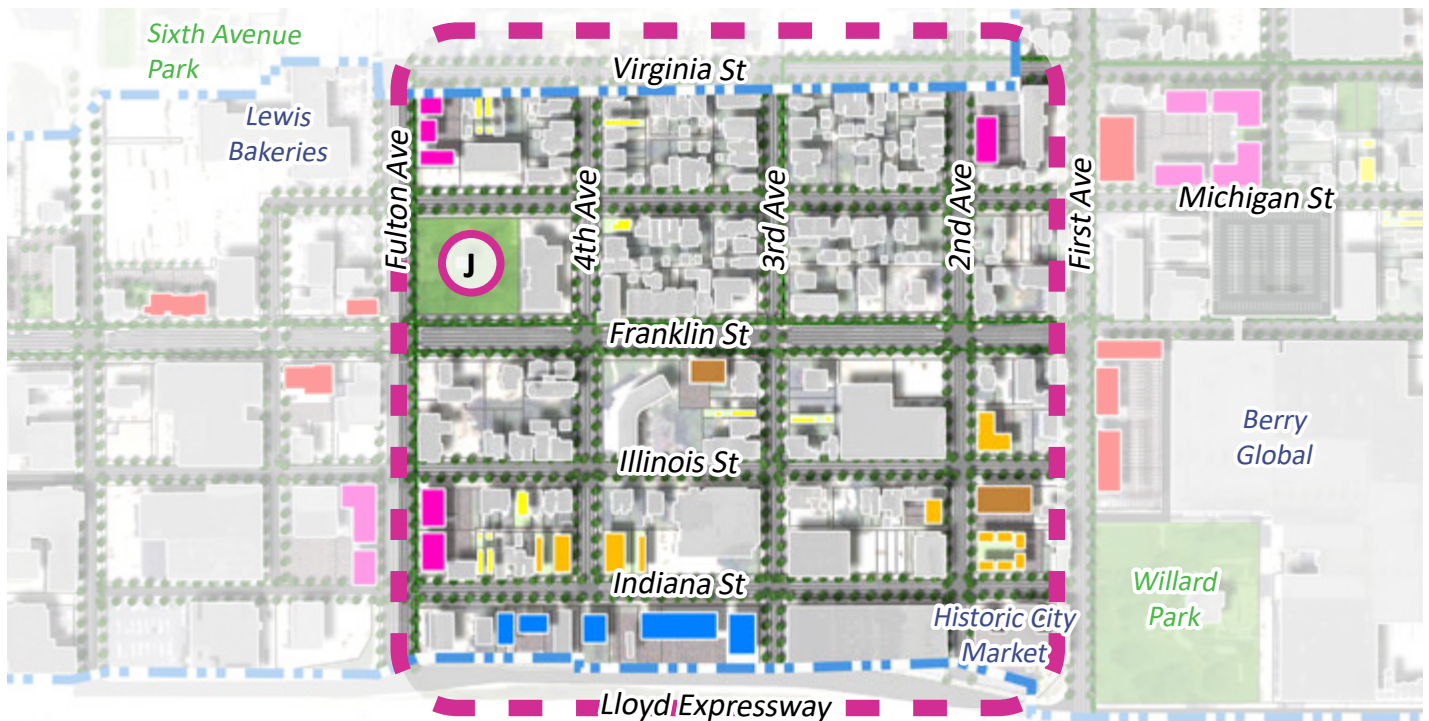 Sixth Avenue
Park
Virginia St
Lewis
Bakeries
Fulton Ave
4th Ave
3rd Ave
2nd Ave
First Ave
Michigan St
J
Franklin St
Berry
Global
Illinois St
Indiana St
Willard
Park
Historic City
Market
Lloyd Expressway